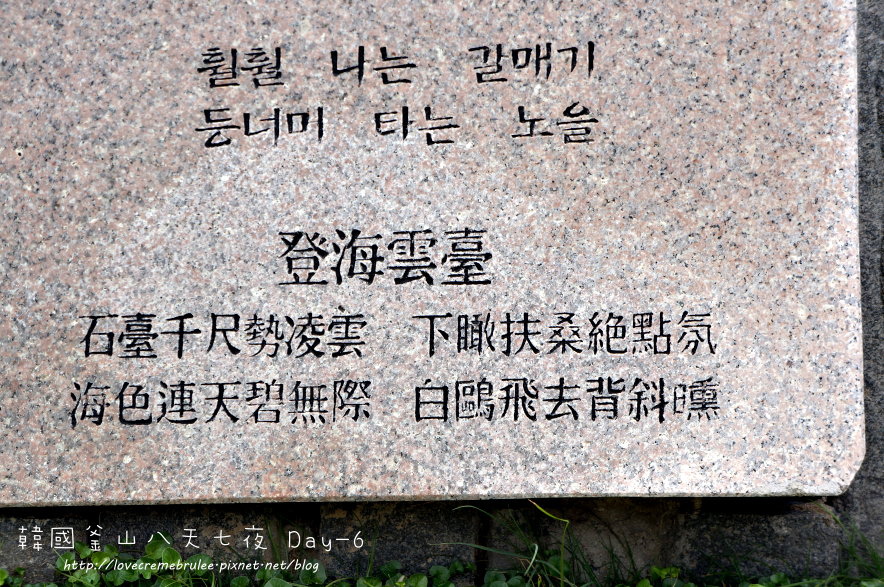 훨훨 나는 갈매기
등너머 타는 노을
登海雲臺
石臺千尺勢凌雲 下瞰扶桑絶點氛
海色連天碧無際 白鷗飛去背斜曛
韓國釜山八天七夜 Day-6
http://lovecremebrulee.pixnet.net/blog